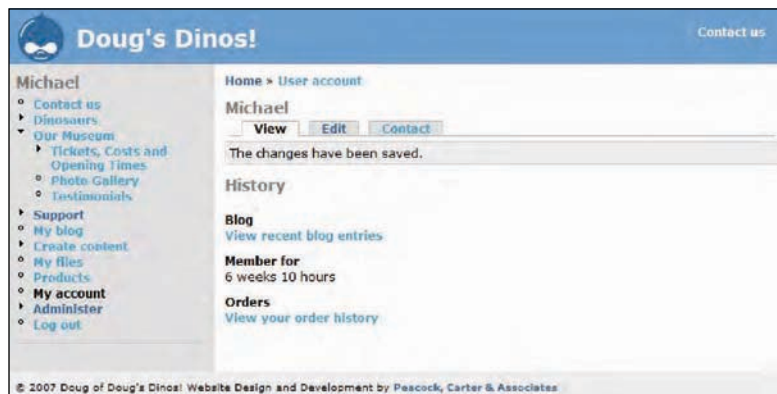 Doug's Dinos!
Contact us
Michael
Contact us
Dinosaurs
Our Museum
Tickets, Costs and
Opening Times
Photo Gallery
Testimonials
Support
My blog
Create content
My files
Products
My account
Administer
Log out
Home » User account
Michael
View Edit Contact
The changes have been saved.
History
Blog
View recent blog entries
Member for
6 weeks 10 hours
Orders
View your order history
© 2007 Doug of Doug's Dinos! Website Design and Development by Peacock, Carter & Associates